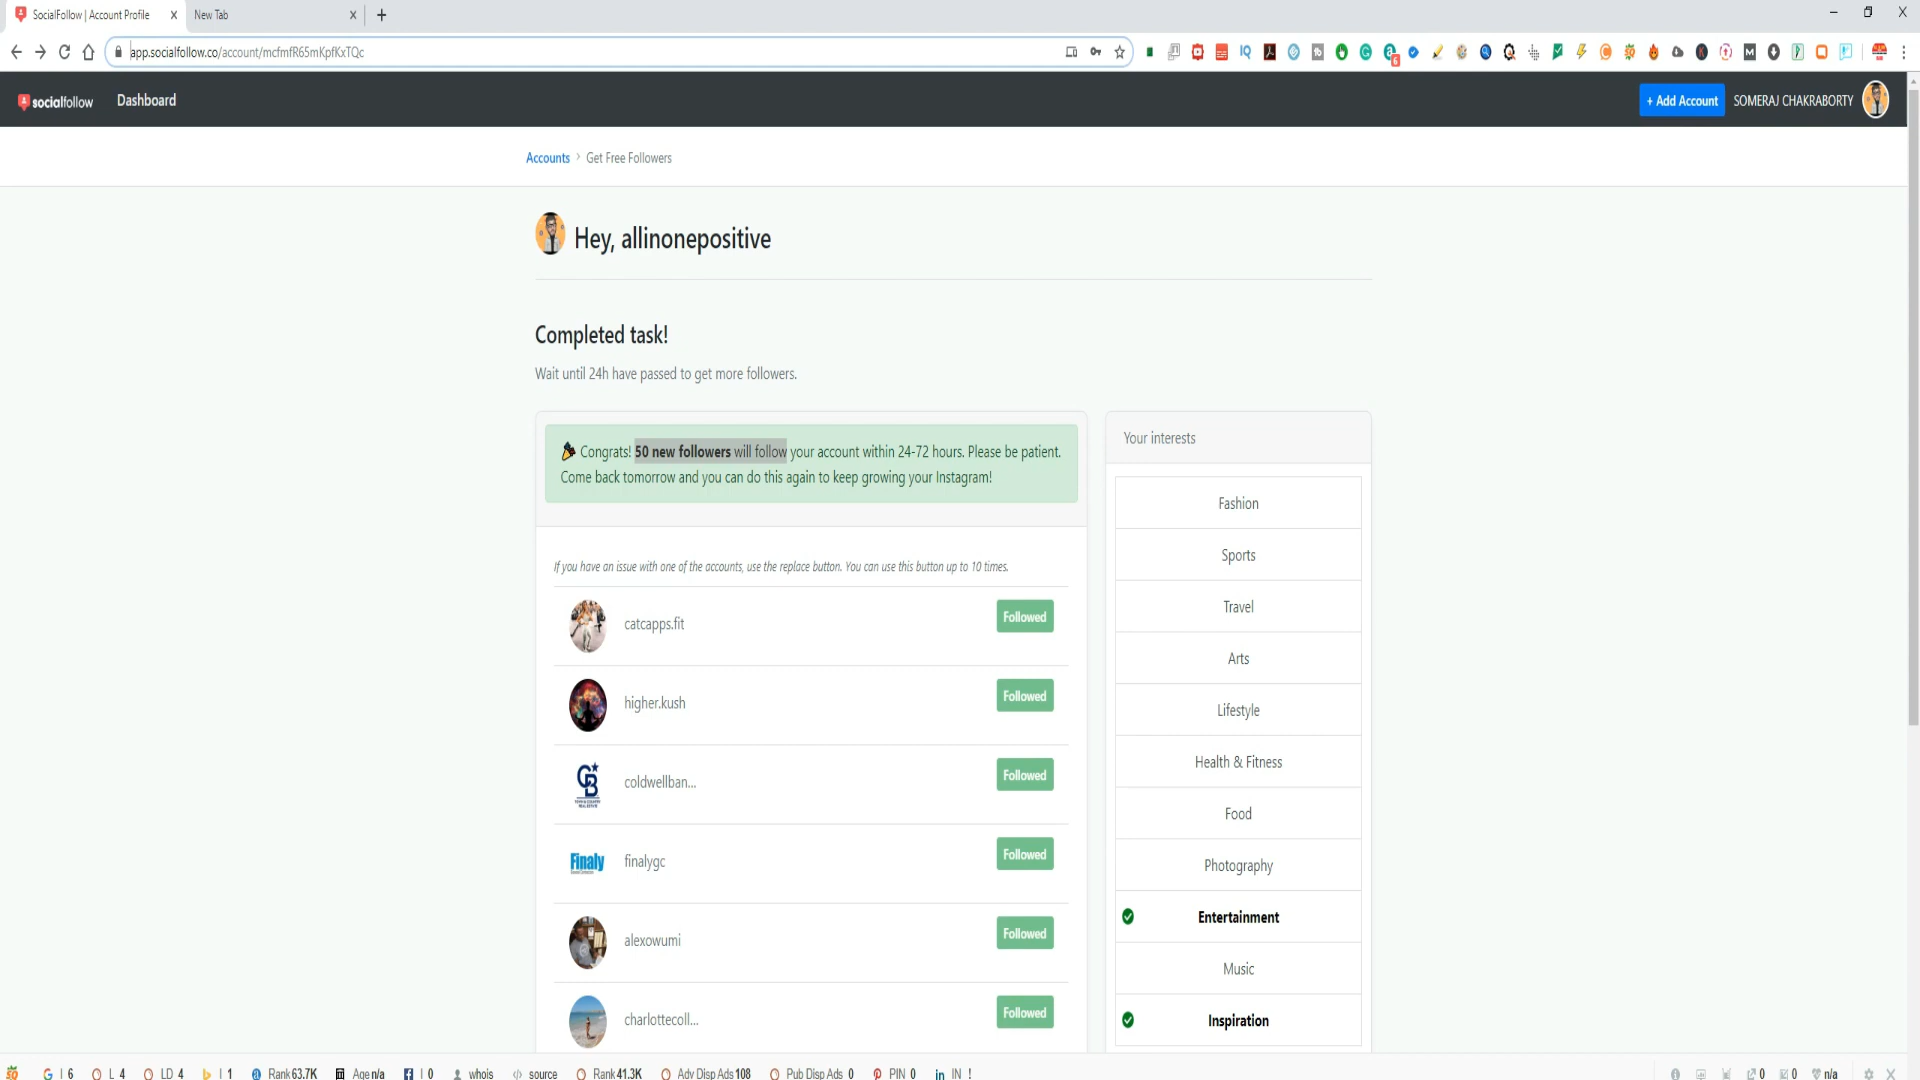 SocialFollow | Account Profile
New Tab
app.socialfollow.co/account/mcfmfR65mKpfKxTQc
socialfollow
Dashboard
+ Add Account
SOMERAJ CHAKRABORTY
Accounts > Get Free Followers
Hey, allinonepositive
Completed task!
Wait until 24h have passed to get more followers.
Congrats! 50 new followers will follow your account within 24-72 hours. Please be patient.
Come back tomorrow and you can do this again to keep growing your Instagram!
If you have an issue with one of the accounts, use the replace button. You can use this button up to 10 times.
catcapps.fit
Followed
higher.kush
Followed
coldwellban...
Followed
Finaly
finalygc
Followed
alexowumi
Followed
charlottecoll...
Followed
Your interests
Fashion
Sports
Travel
Arts
Lifestyle
Health & Fitness
Food
Photography
Entertainment
Music
Inspiration
I 6 L 4 LD 4 I 1 Rank 63.7K Age n/a I 0 whois source Rank 41.3K Adv Disp Ads 108 Pub Disp Ads 0 PIN 0 IN ! 0 0 n/a